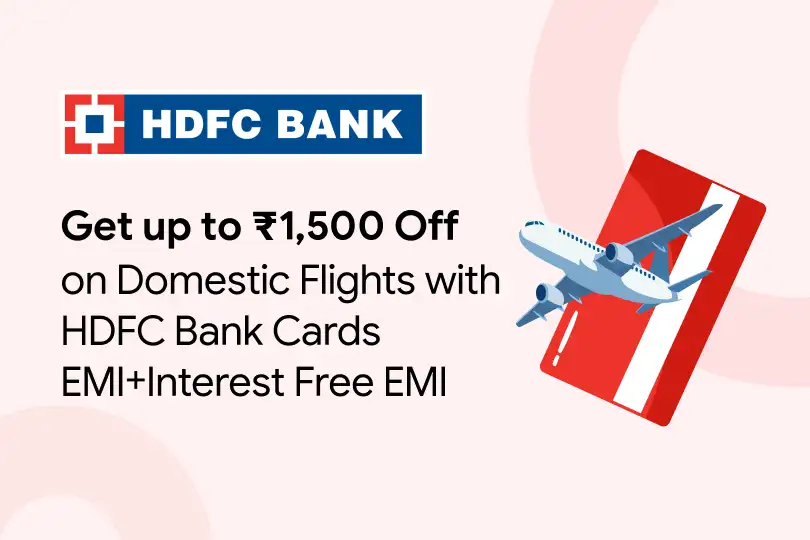 HDFC BANK
Get up to ₹1,500 Off
on Domestic Flights with
HDFC Bank Cards
EMI+Interest Free EMI